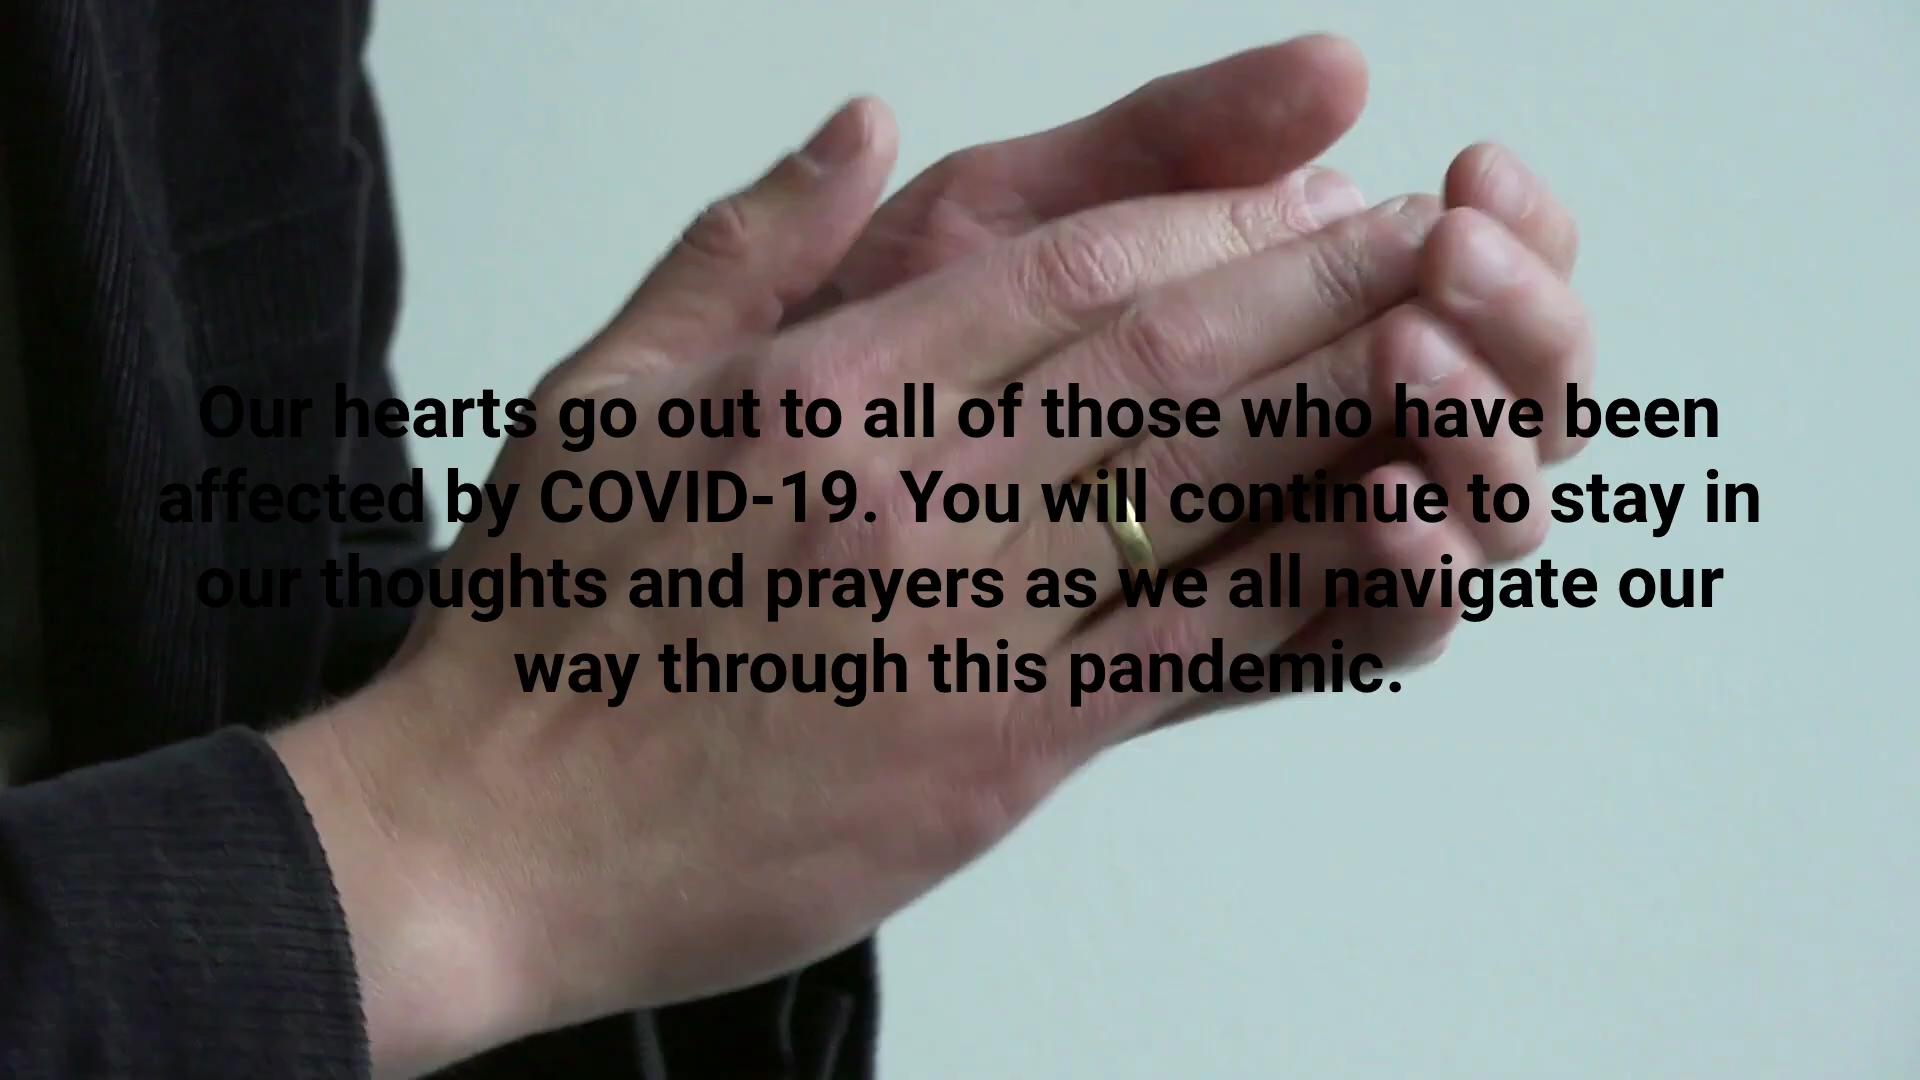 Our hearts go out to all of those who have been
affected by COVID-19. You will continue to stay in
our thoughts and prayers as we all navigate our
way through this pandemic.